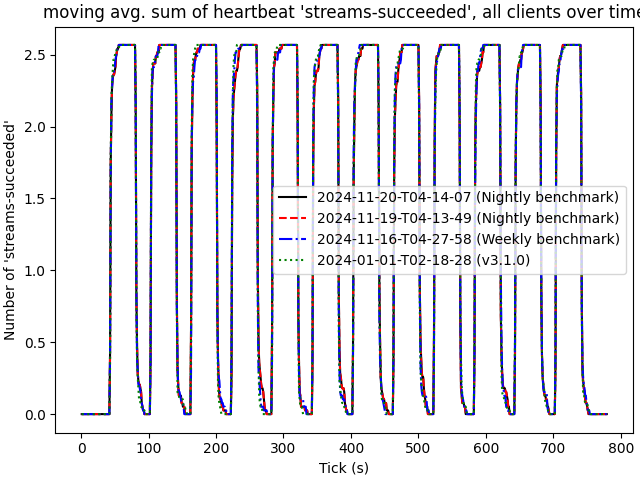 moving avg. sum of heartbeat 'streams-succeeded', all clients over time
Number of 'streams-succeeded'
2.5
2.0
1.5
1.0
0.5
0.0
2024-11-20-T04-14-07 (Nightly benchmark)
2024-11-19-T04-13-49 (Nightly benchmark)
2024-11-16-T04-27-58 (Weekly benchmark)
2024-01-01-T02-18-28 (v3.1.0)
0 100 200 300 400 500 600 700 800
Tick (s)